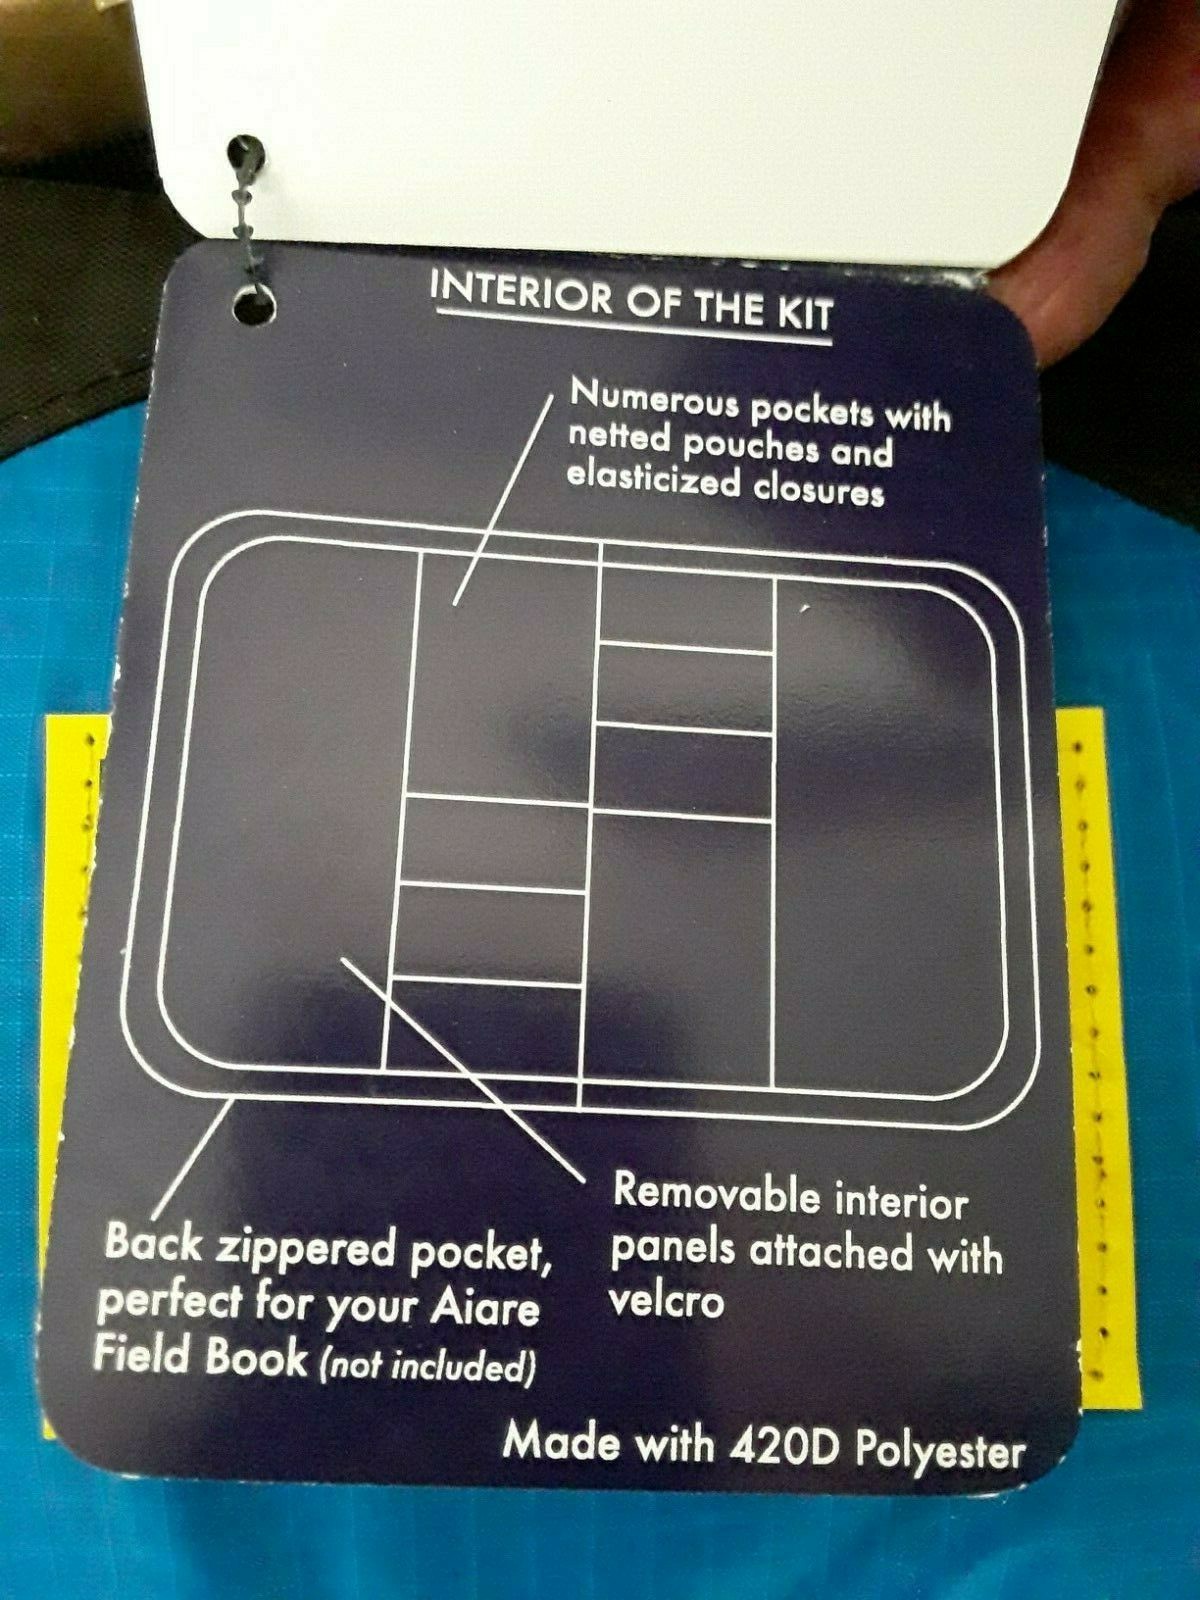 INTERIOR OF THE KIT
Numerous pockets with
netted pouches and
elasticized closures
Back zippered pocket,
perfect for your Aiare
Field Book (not included)
Removable interior
panels attached with
velcro
Made with 420D Polyester